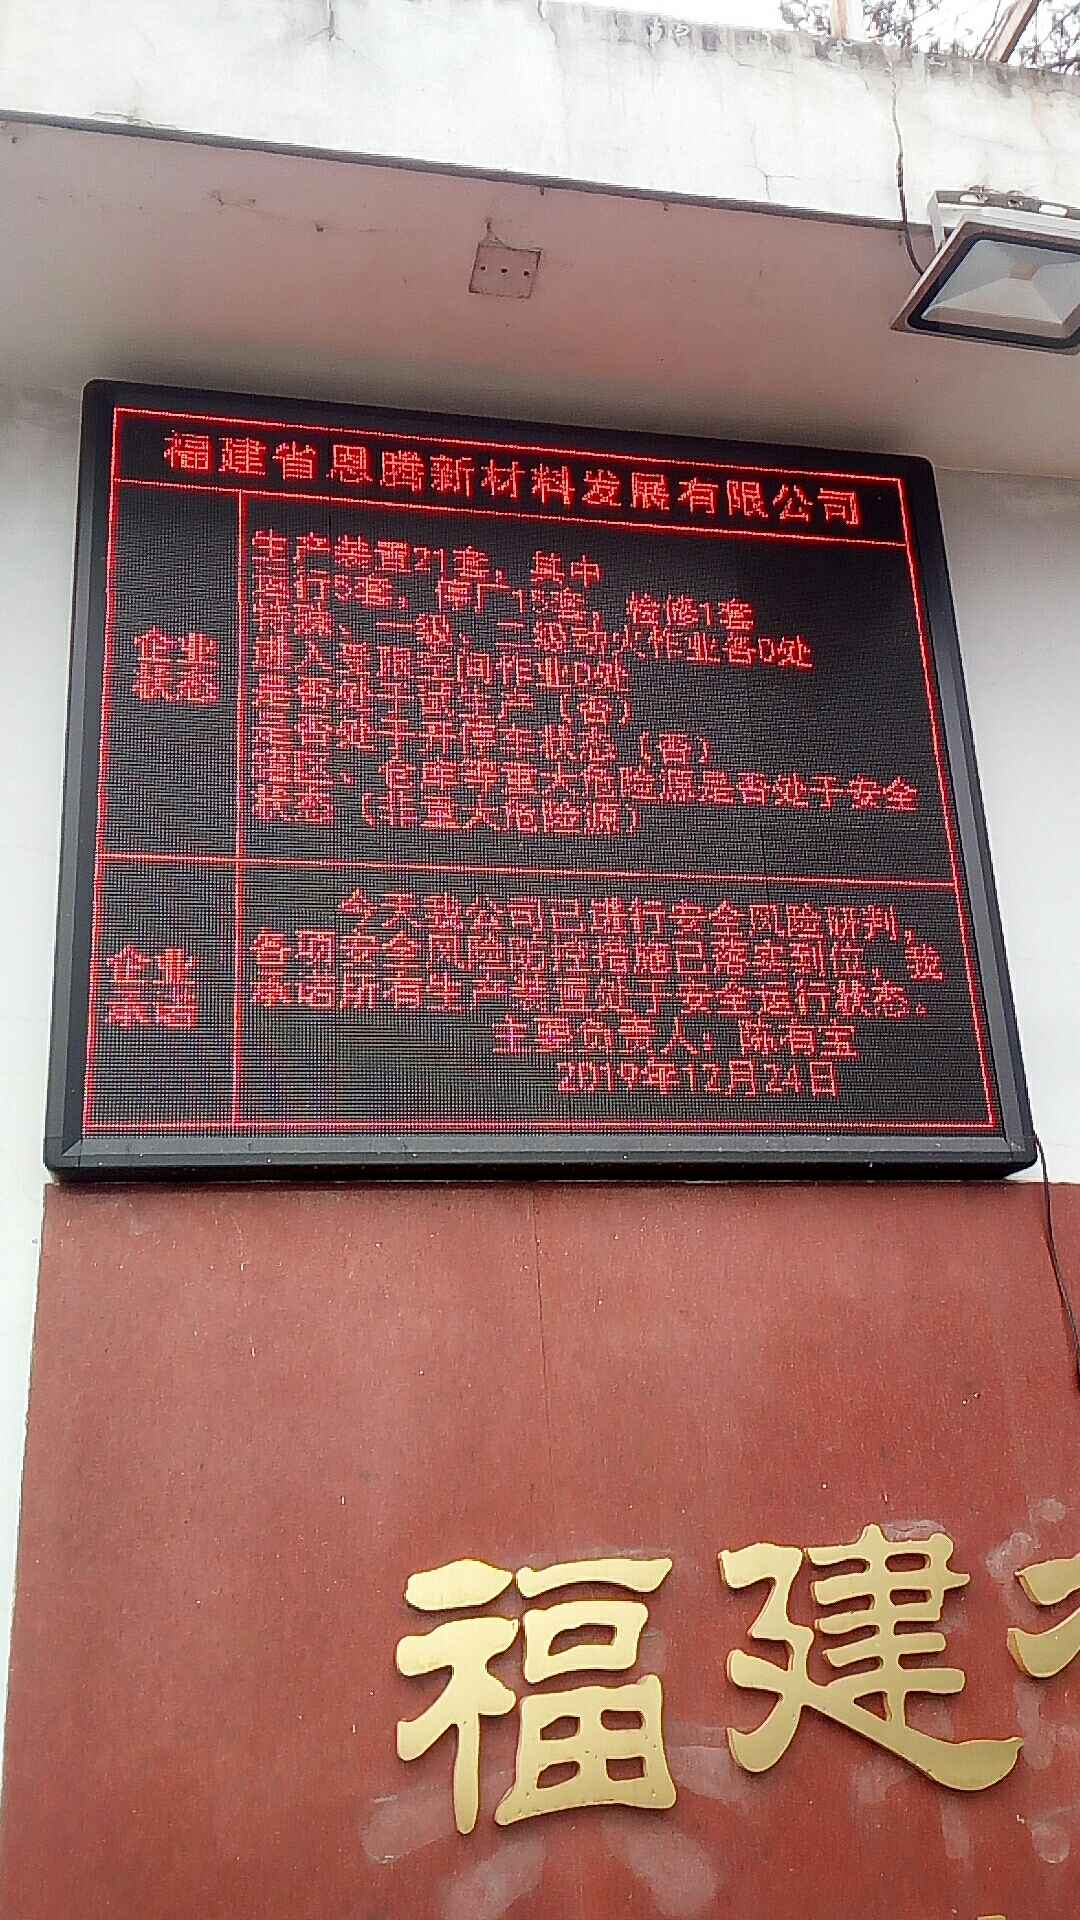 福建省恩腾新材料发展有限公司
企业
状态
生产装置21套,其中
运行5套,停产15套,检修1套
特殊、一级、二级动火作业各0处
进入受限空间作业0处
是否处于试生产(否)
是否处于开停车状态(否)
罐区、仓库等重大危险源是否处于安全
状态(非重大危险源)
企业
承诺
今天我公司已进行安全风险研判,
各项安全风险防控措施已落实到位,我
承诺所有生产装置处于安全运行状态。
主要负责人:陈有宝
2019年12月24日
福建